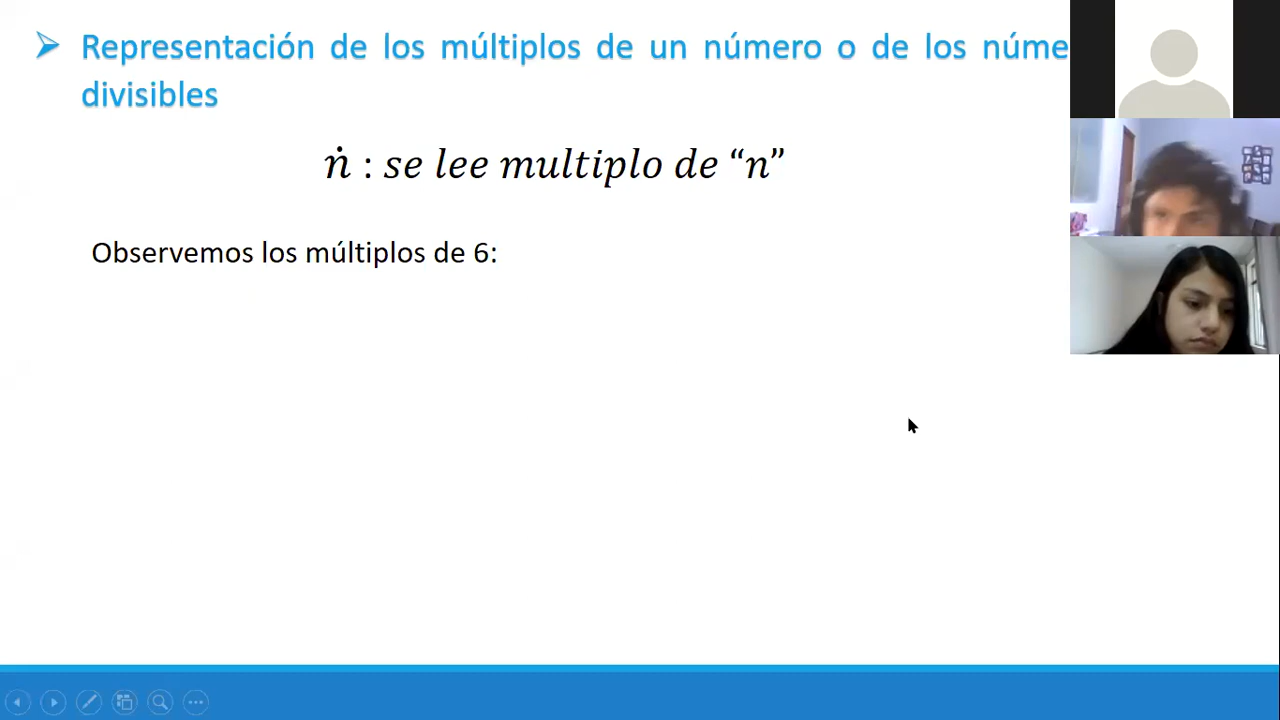 Representación de los múltiplos de un número o de los núme
divisibles
ṅ : se lee multiplo de “n”
Observemos los múltiplos de 6: